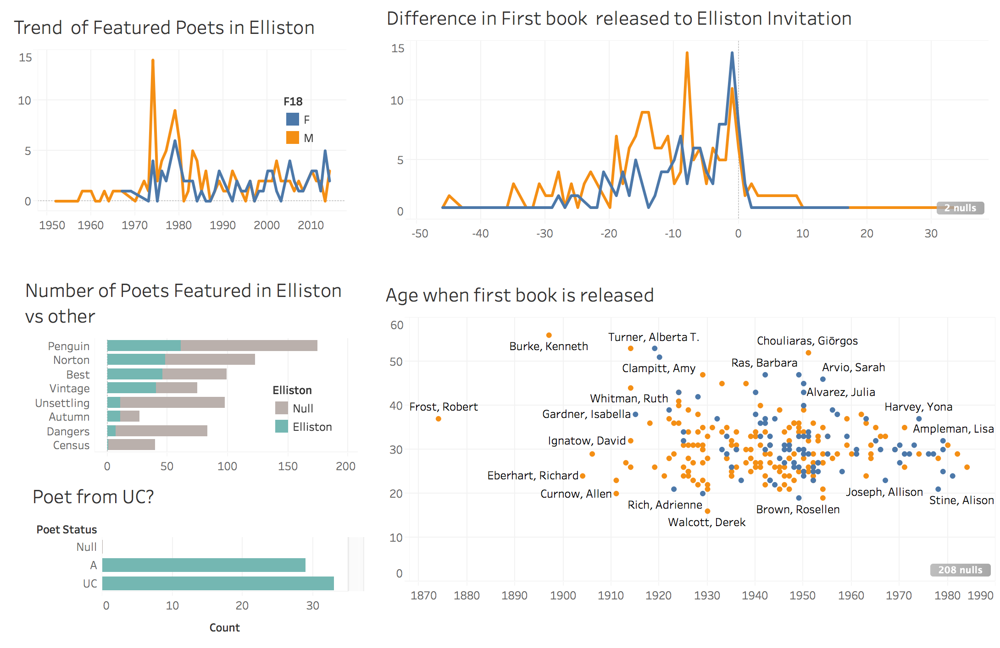 Trend of Featured Poets in Elliston
15
10
5
0
1950 1960 1970 1980 1990 2000 2010
F18
F
M
Difference in First book released to Elliston Invitation
15
10
5
0
-50 -40 -30 -20 -10 0 10 20 30
2 nulls
Number of Poets Featured in Elliston
vs other
Penguin
Norton
Best
Vintage
Unsettling
Autumn
Dangers
Census
0 50 100 150 200
Elliston
Null
Elliston
Poet from UC?
Poet Status
Null
A
UC
0 10 20 30
Count
Age when first book is released
60
50
40
30
20
10
0
Burke, Kenneth
Turner, Alberta T.
Chouliaras, Giōrgos
Clampitt, Amy
Ras, Barbara
Arvio, Sarah
Whitman, Ruth
Alvarez, Julia
Frost, Robert
Gardner, Isabella
Harvey, Yona
Ignatow, David
Ampleman, Lisa
Eberhart, Richard
Curnow, Allen
Rich, Adrienne
Walcott, Derek
Brown, Rosellen
Joseph, Allison
Stine, Alison
208 nulls
1870 1880 1890 1900 1910 1920 1930 1940 1950 1960 1970 1980 1990